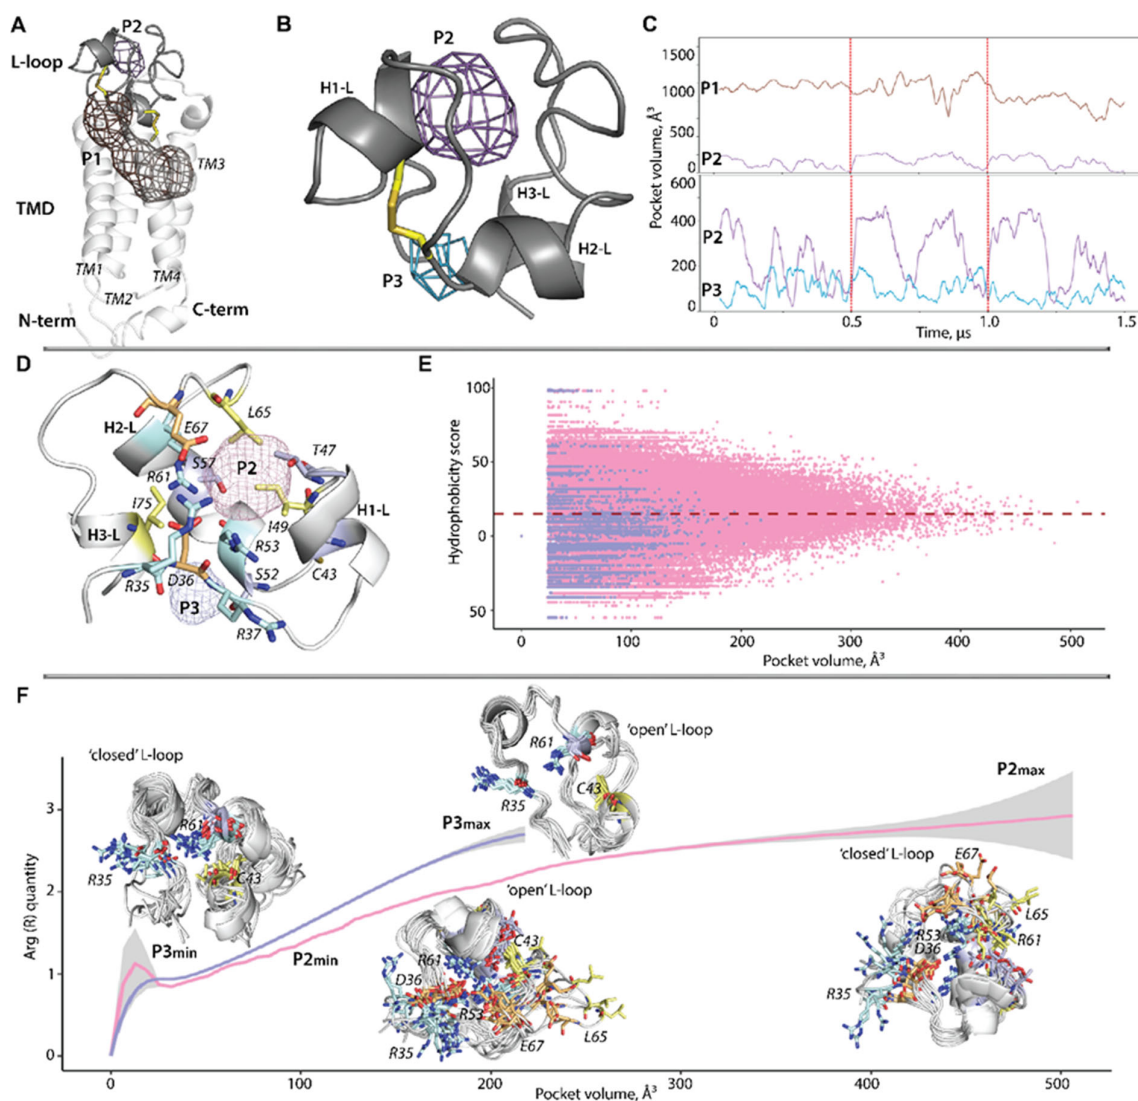 A
P2
L-loop
P1
TM3
TMD
TM1
TM4
TM2
N-term
C-term
B
P2
H1-L
H3-L
H2-L
P3
C
1500
P1
1000
500
P2
0
600
P2
400
200
P3
0
Pocket volume, Å³
0
0.5
1.0
1.5
Time, μs
D
L65
H2-L
E67
S57
P2
T47
R61
I75
I49
H1-L
H3-L
R53
R35
D36
S52
C43
P3
R37
E
100
50
0
50
Hydrophobicity score
0
100
200
300
400
500
Pocket volume, Å³
F
'closed' L-loop
R61
R35
C43
P3min
P2min
R61
'open' L-loop
R35
C43
P3max
P2max
'open' L-loop
C43
R61
D36
R53
R35
E67
L65
'closed' L-loop
E67
L65
R53
R61
D36
R35
3
2
1
0
Arg (R) quantity
0
100
200
300
400
500
Pocket volume, Å³